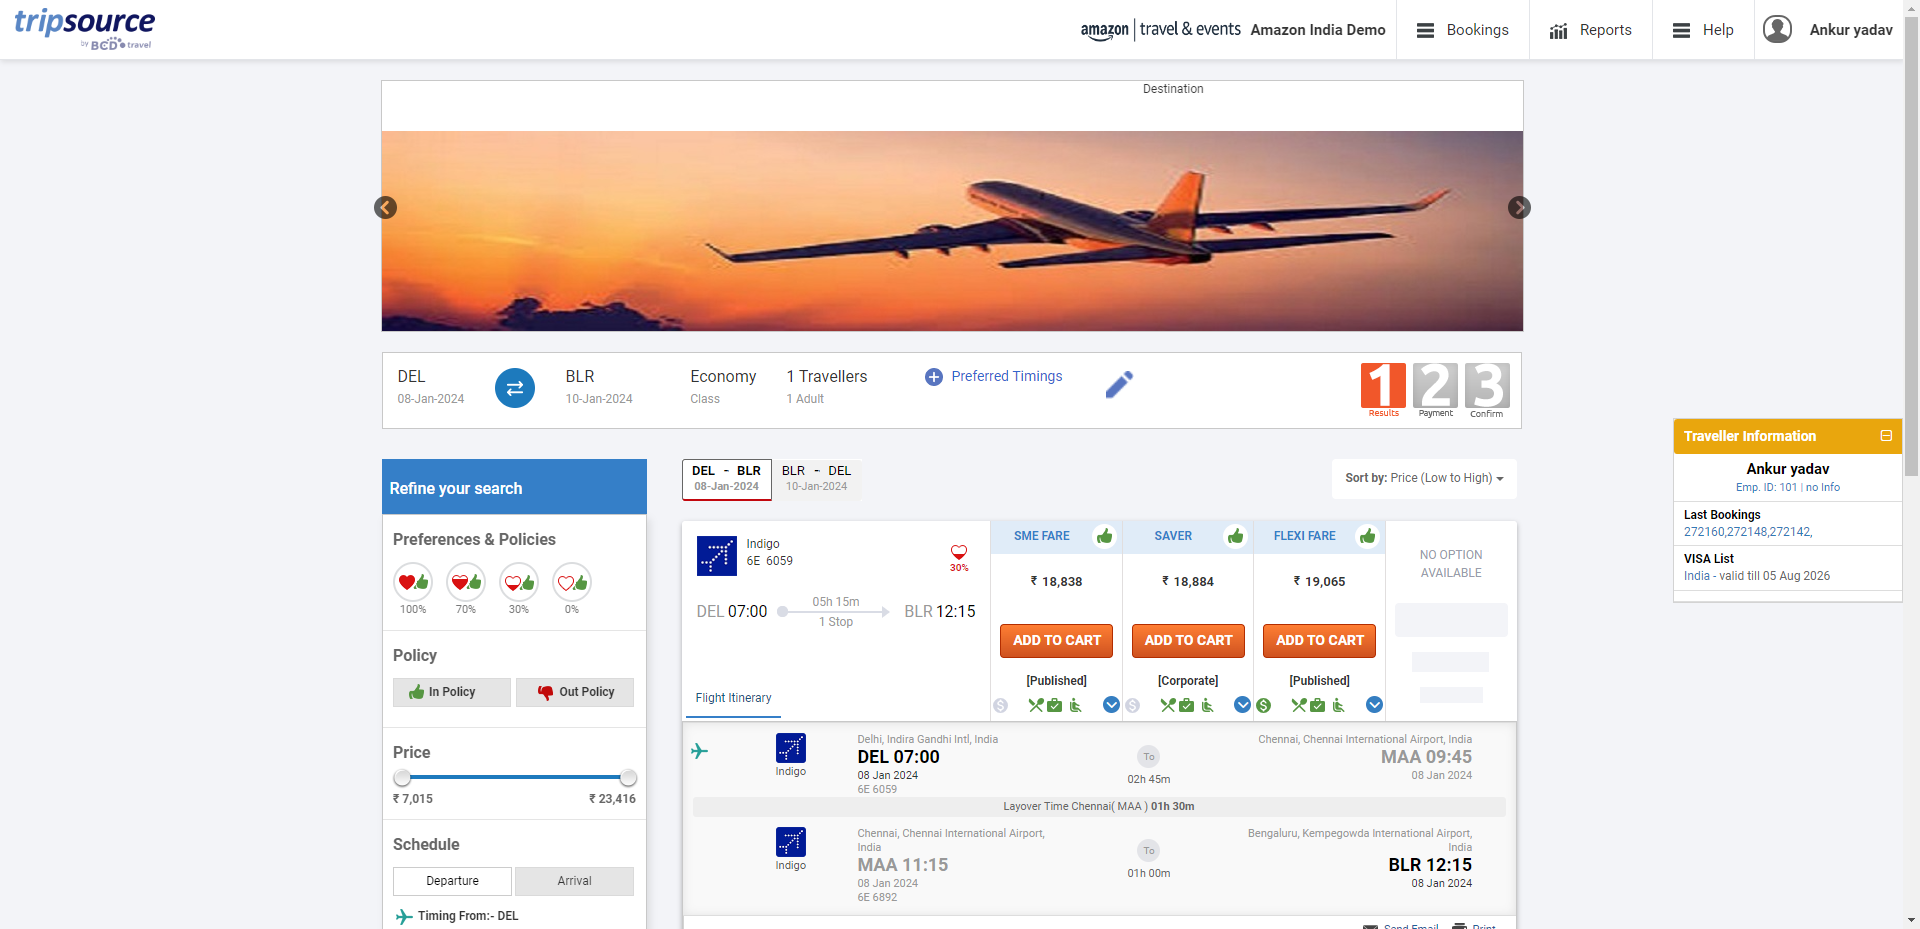 tripsource
by BCD travel
amazon travel & events Amazon India Demo
Bookings
Reports
Help
Ankur yadav
Destination
DEL
08-Jan-2024
BLR
10-Jan-2024
Economy
Class
1 Travellers
1 Adult
Preferred Timings
1 Results
2 Payment
3 Confirm
Traveller Information
Ankur yadav
Emp. ID: 101 | no Info
Last Bookings
272160,272148,272142,
VISA List
India - valid till 05 Aug 2026
Refine your search
Preferences & Policies
100% 70% 30% 0%
Policy
In Policy Out Policy
Price
₹ 7,015 ₹ 23,416
Schedule
Departure Arrival
Timing From:- DEL
DEL - BLR
08-Jan-2024
BLR - DEL
10-Jan-2024
Sort by: Price (Low to High)
Indigo
6E 6059
30%
DEL 07:00
05h 15m
1 Stop
BLR 12:15
Flight Itinerary
SME FARE
₹ 18,838
ADD TO CART
[Published]
SAVER
₹ 18,884
ADD TO CART
[Corporate]
FLEXI FARE
₹ 19,065
ADD TO CART
[Published]
NO OPTION
AVAILABLE
Indigo
Delhi, Indira Gandhi Intl, India
DEL 07:00
08 Jan 2024
6E 6059
To
02h 45m
Chennai, Chennai International Airport, India
MAA 09:45
08 Jan 2024
Layover Time Chennai( MAA ) 01h 30m
Indigo
Chennai, Chennai International Airport,
India
MAA 11:15
08 Jan 2024
6E 6892
To
01h 00m
Bengaluru, Kempegowda International Airport,
India
BLR 12:15
08 Jan 2024
Send Email
Print